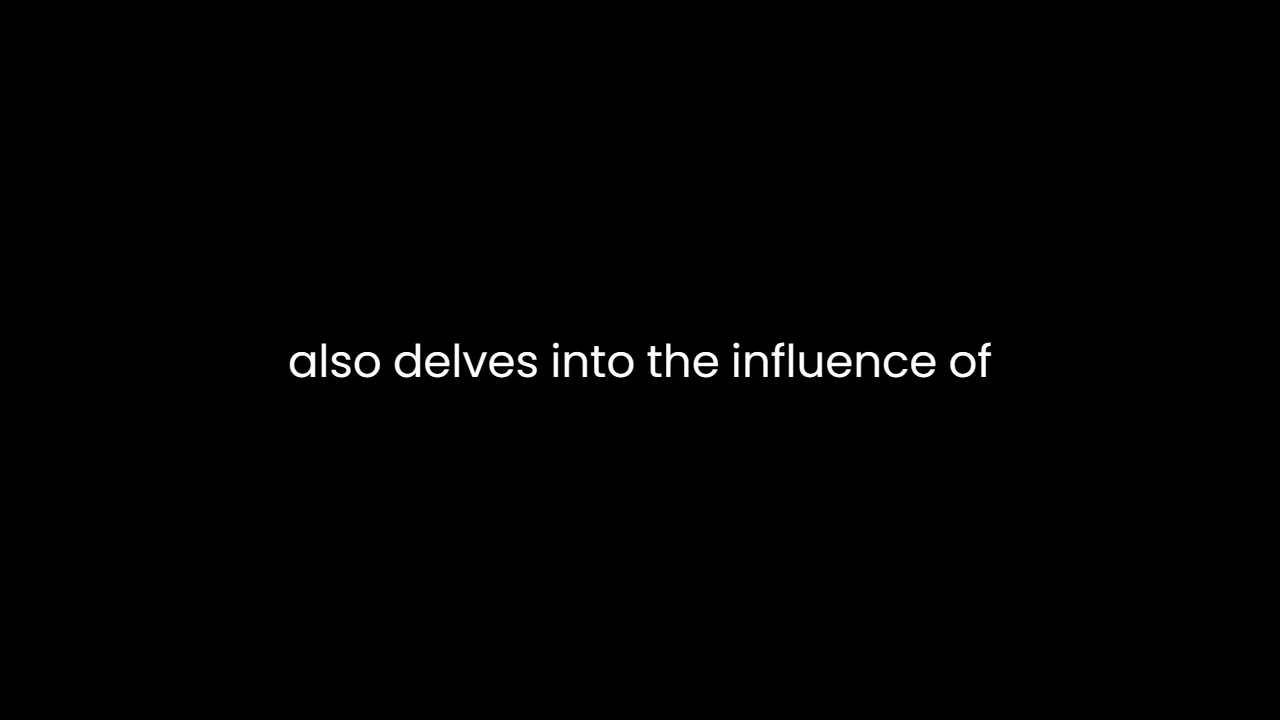 also delves into the influence of